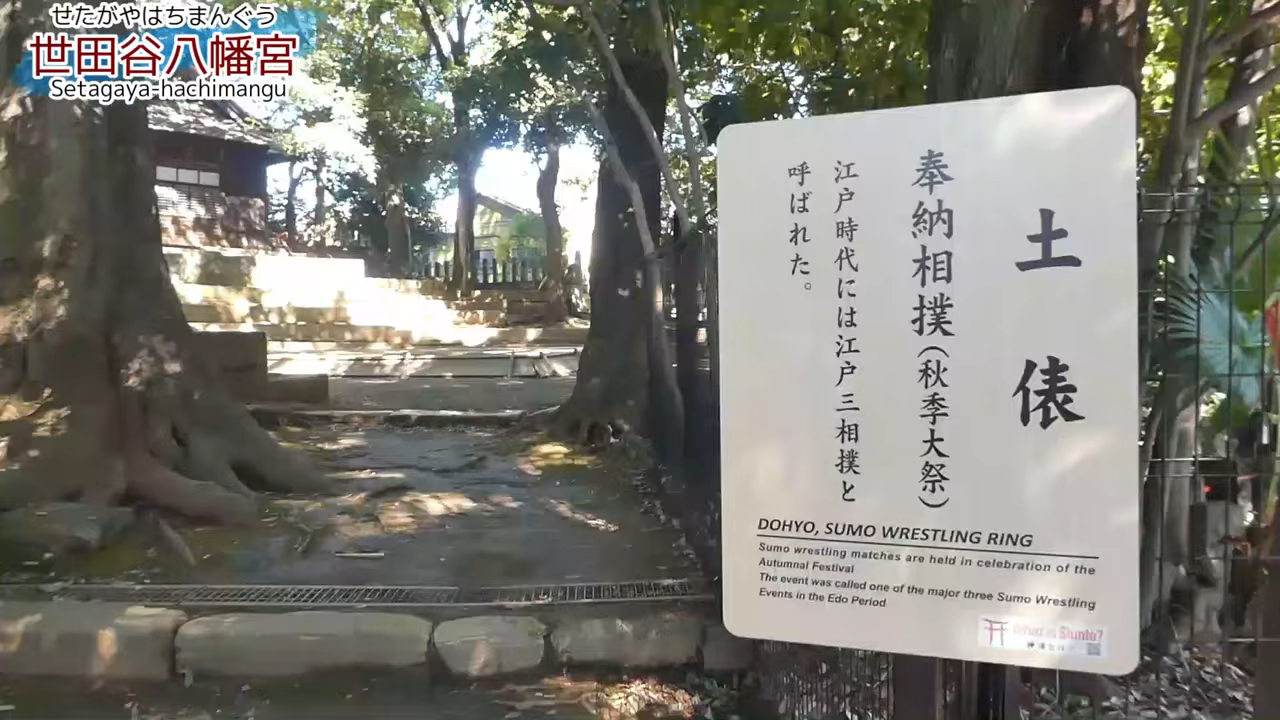 せたがやはちまんぐう
世田谷八幡宮
Setagaya-hachimangu
土俵
奉納相撲(秋季大祭)
江戸時代には江戸三相撲と
呼ばれた。
DOHYO, SUMO WRESTLING RING
Sumo wrestling matches are held in celebration of the
Autumnal Festival
The event was called one of the major three Sumo Wrestling
Events in the Edo Period
What is Shinto?